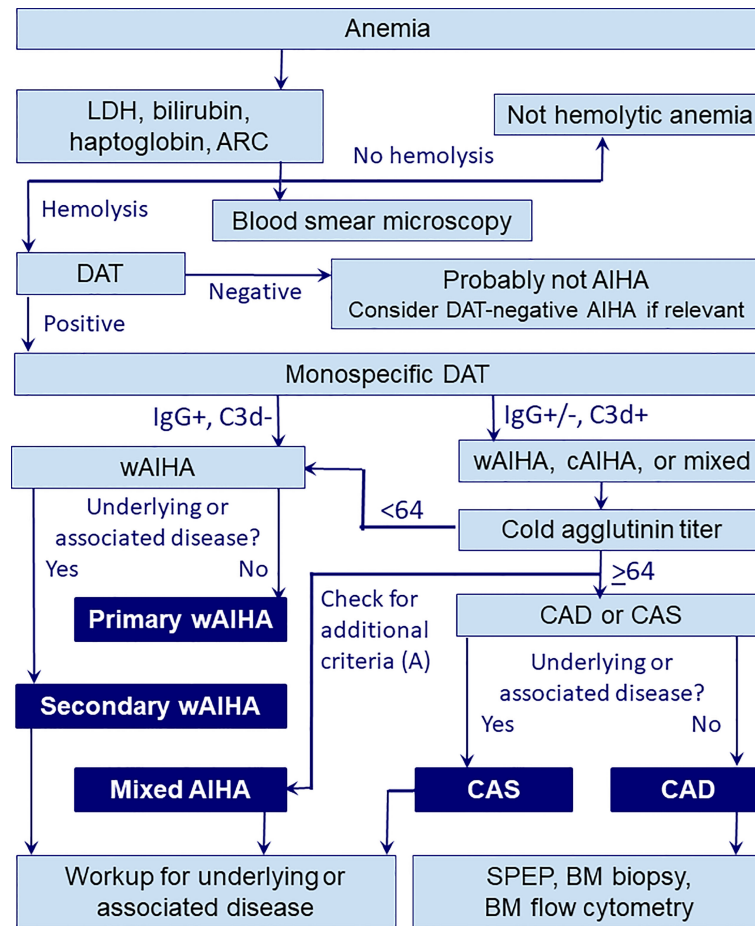 Anemia
LDH, bilirubin,
haptoglobin, ARC
Not hemolytic anemia
No hemolysis
Hemolysis
Blood smear microscopy
DAT
Negative
Probably not AIHA
Consider DAT-negative AIHA if relevant
Positive
Monospecific DAT
IgG+, C3d-
IgG+/-, C3d+
wAIHA
wAIHA, cAIHA, or mixed
Underlying or
associated disease?
<64
Cold agglutinin titer
Yes
No
≥64
Primary wAIHA
Check for
additional
criteria (A)
CAD or CAS
Underlying or
associated disease?
Secondary wAIHA
Yes
No
Mixed AIHA
CAS
CAD
Workup for underlying or
associated disease
SPEP, BM biopsy,
BM flow cytometry